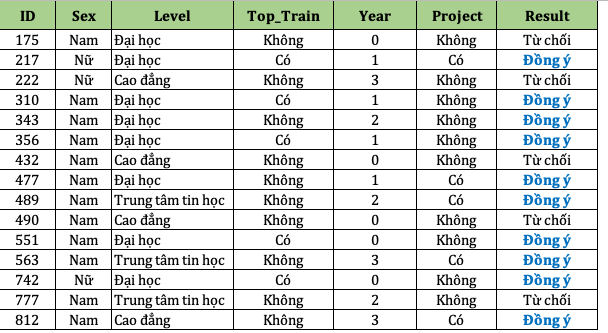 ID Sex Level Top_Train Year Project Result
175 Nam Đại học Không 0 Không Từ chối
217 Nữ Đại học Có 1 Có Đồng ý
222 Nữ Cao đẳng Không 3 Không Từ chối
310 Nam Đại học Có 1 Không Đồng ý
343 Nam Đại học Không 2 Không Đồng ý
356 Nam Đại học Có 1 Không Đồng ý
432 Nam Cao đẳng Không 0 Không Từ chối
477 Nam Đại học Không 1 Có Đồng ý
489 Nam Trung tâm tin học Không 2 Có Đồng ý
490 Nam Cao đẳng Không 0 Không Từ chối
551 Nam Đại học Có 0 Không Đồng ý
563 Nam Trung tâm tin học Không 3 Có Đồng ý
742 Nữ Đại học Có 0 Không Đồng ý
777 Nam Trung tâm tin học Không 2 Không Từ chối
812 Nam Cao đẳng Không 3 Có Đồng ý